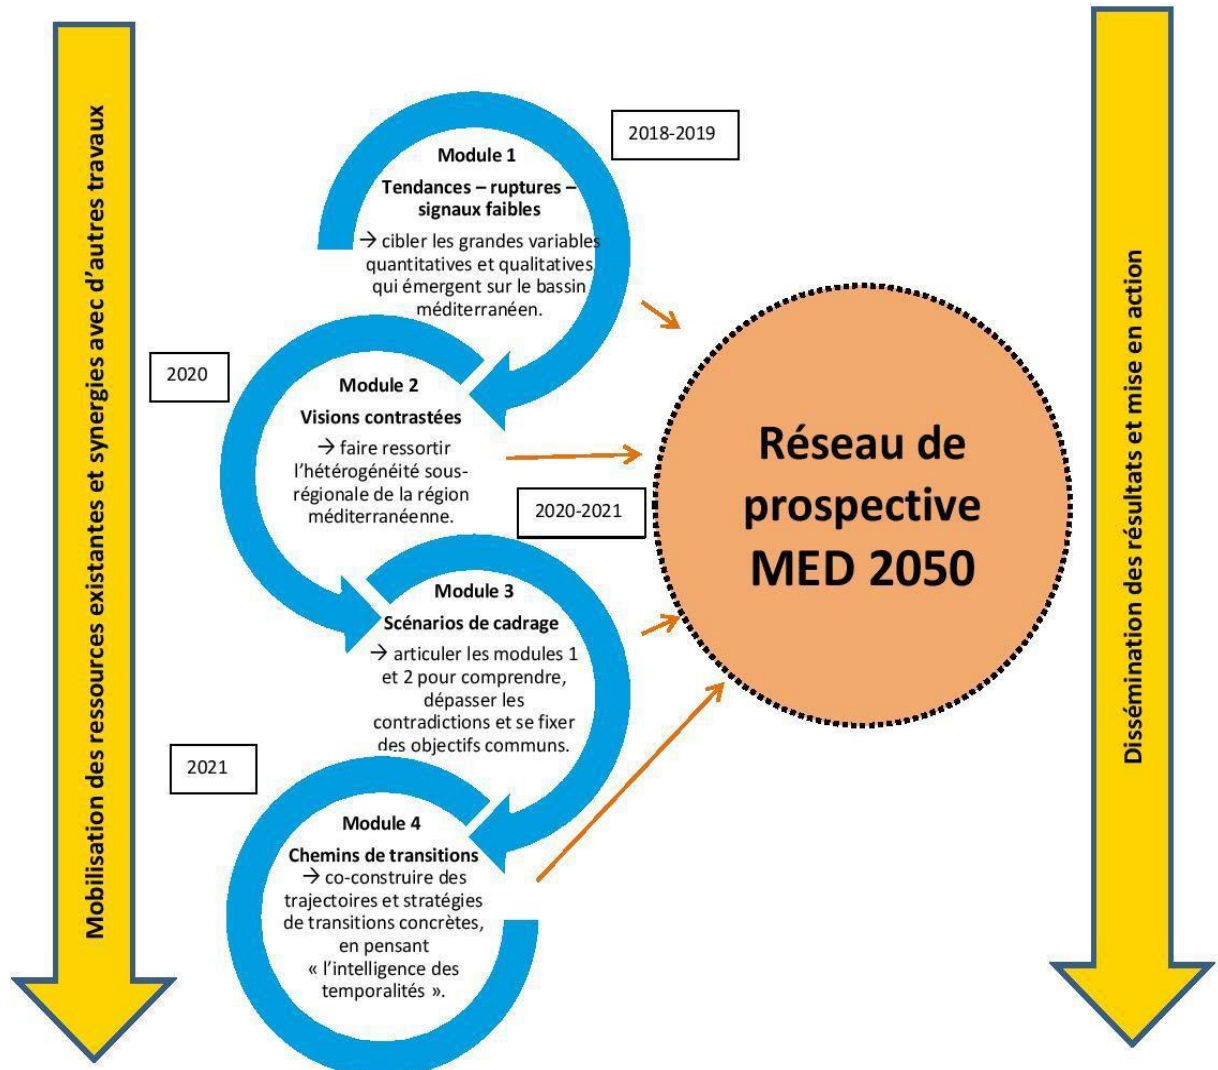 Mobilisation des ressources existantes et synergies avec d'autres travaux
2018-2019
Module 1
Tendances – ruptures –
signaux faibles
→ cibler les grandes variables
quantitatives et qualitatives
qui émergent sur le bassin
méditerranéen.
2020
Module 2
Visions contrastées
→ faire ressortir
l'hétérogénéité sous-
régionale de la région
méditerranéenne.
2020-2021
Module 3
Scénarios de cadrage
→ articuler les modules 1
et 2 pour comprendre,
dépasser les
contradictions et se fixer
des objectifs communs.
2021
Module 4
Chemins de transitions
→ co-construire des
trajectoires et stratégies
de transitions concrètes,
en pensant
« l'intelligence des
temporalités ».
Réseau de
prospective
MED 2050
Dissémination des résultats et mise en action